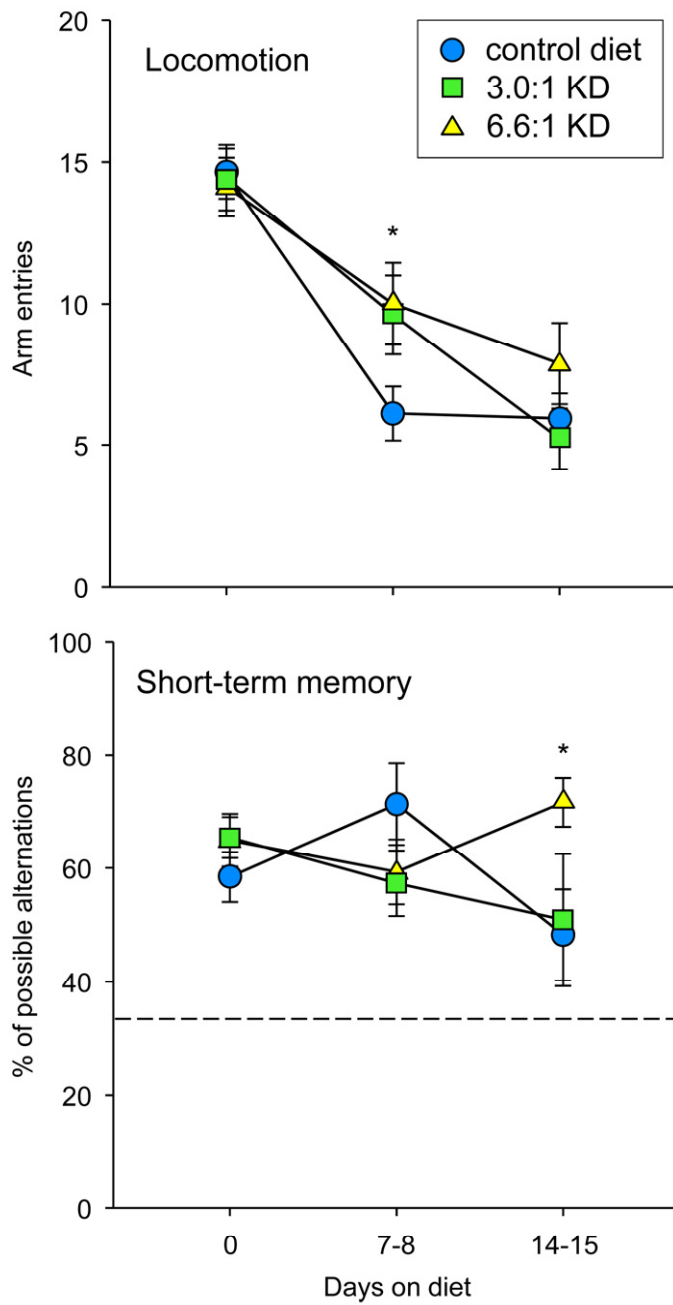 20
Locomotion
control diet
3.0:1 KD
6.6:1 KD
15
*
10
5
0
Arm entries
100
Short-term memory
80
*
60
40
20
0
% of possible alternations
0 7-8 14-15
Days on diet